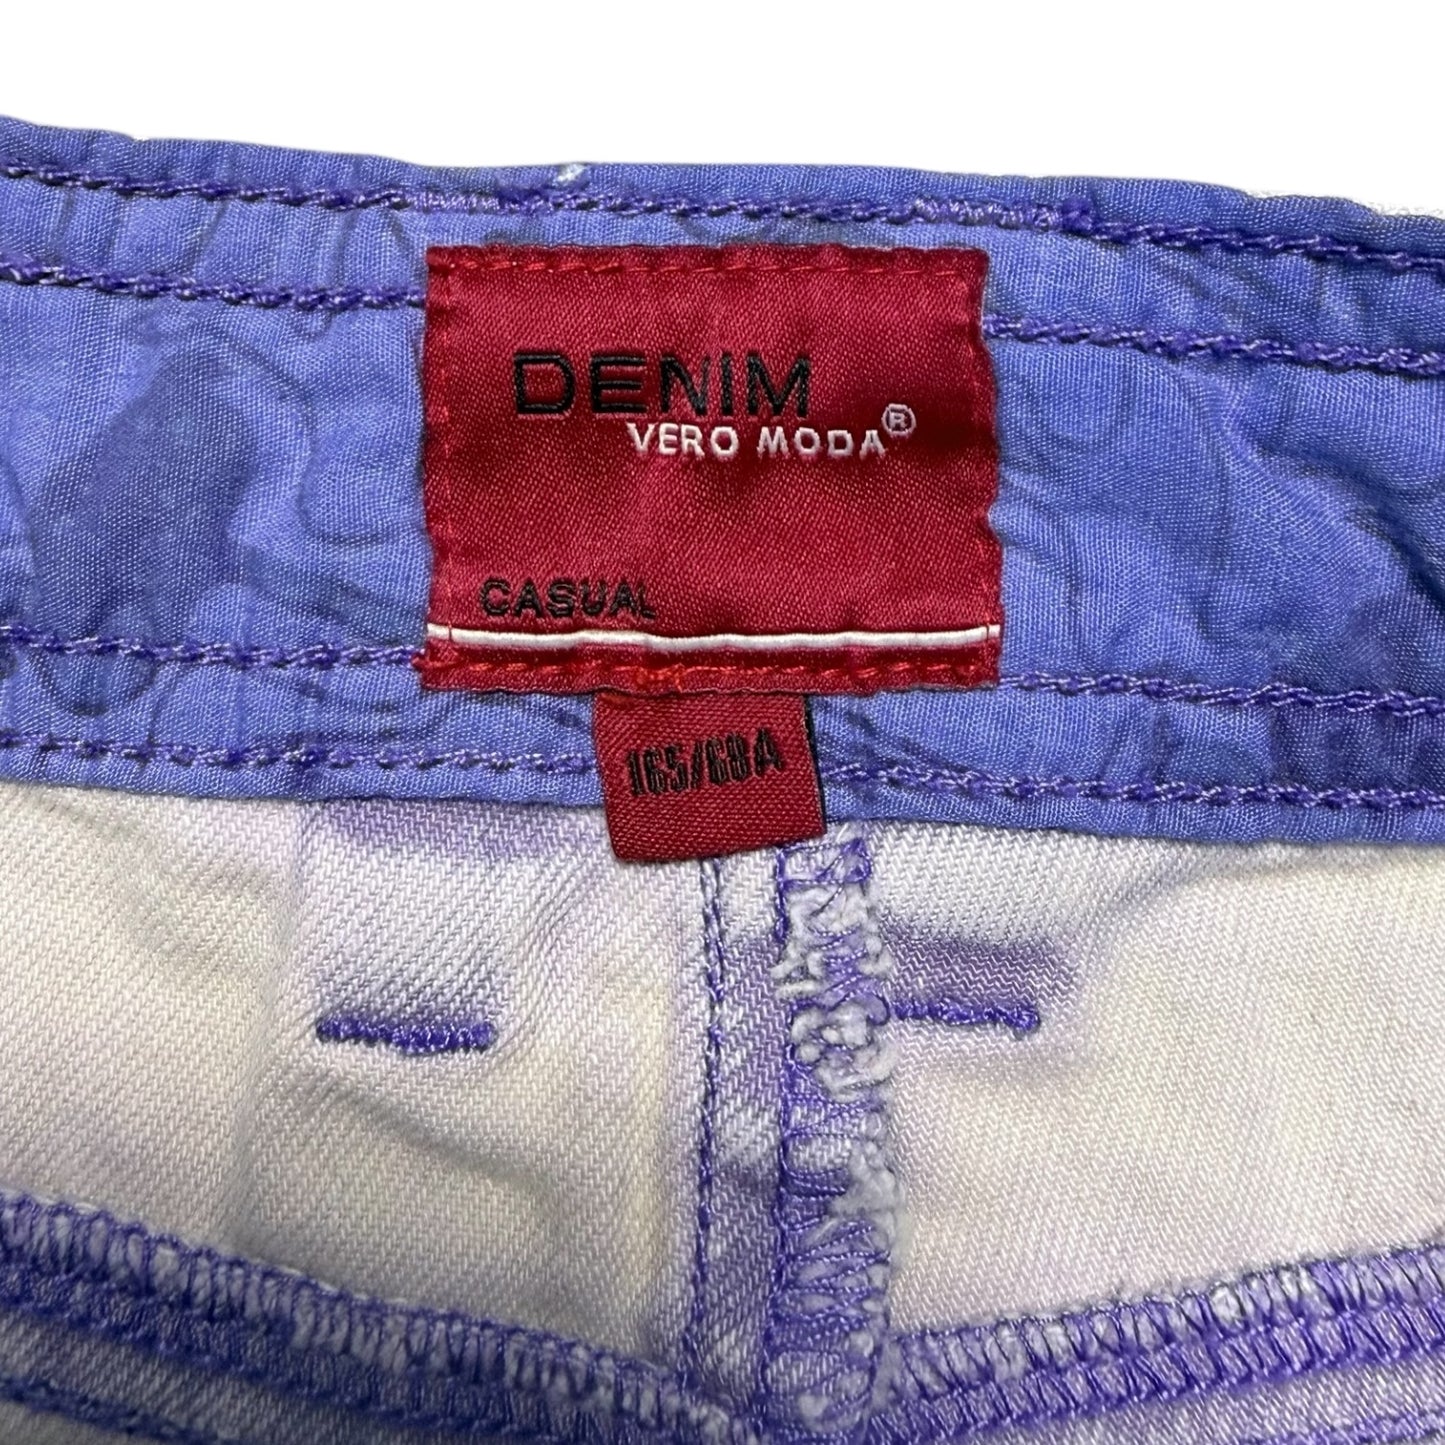 DENIM
VERO MODA®
CASUAL
165/68A